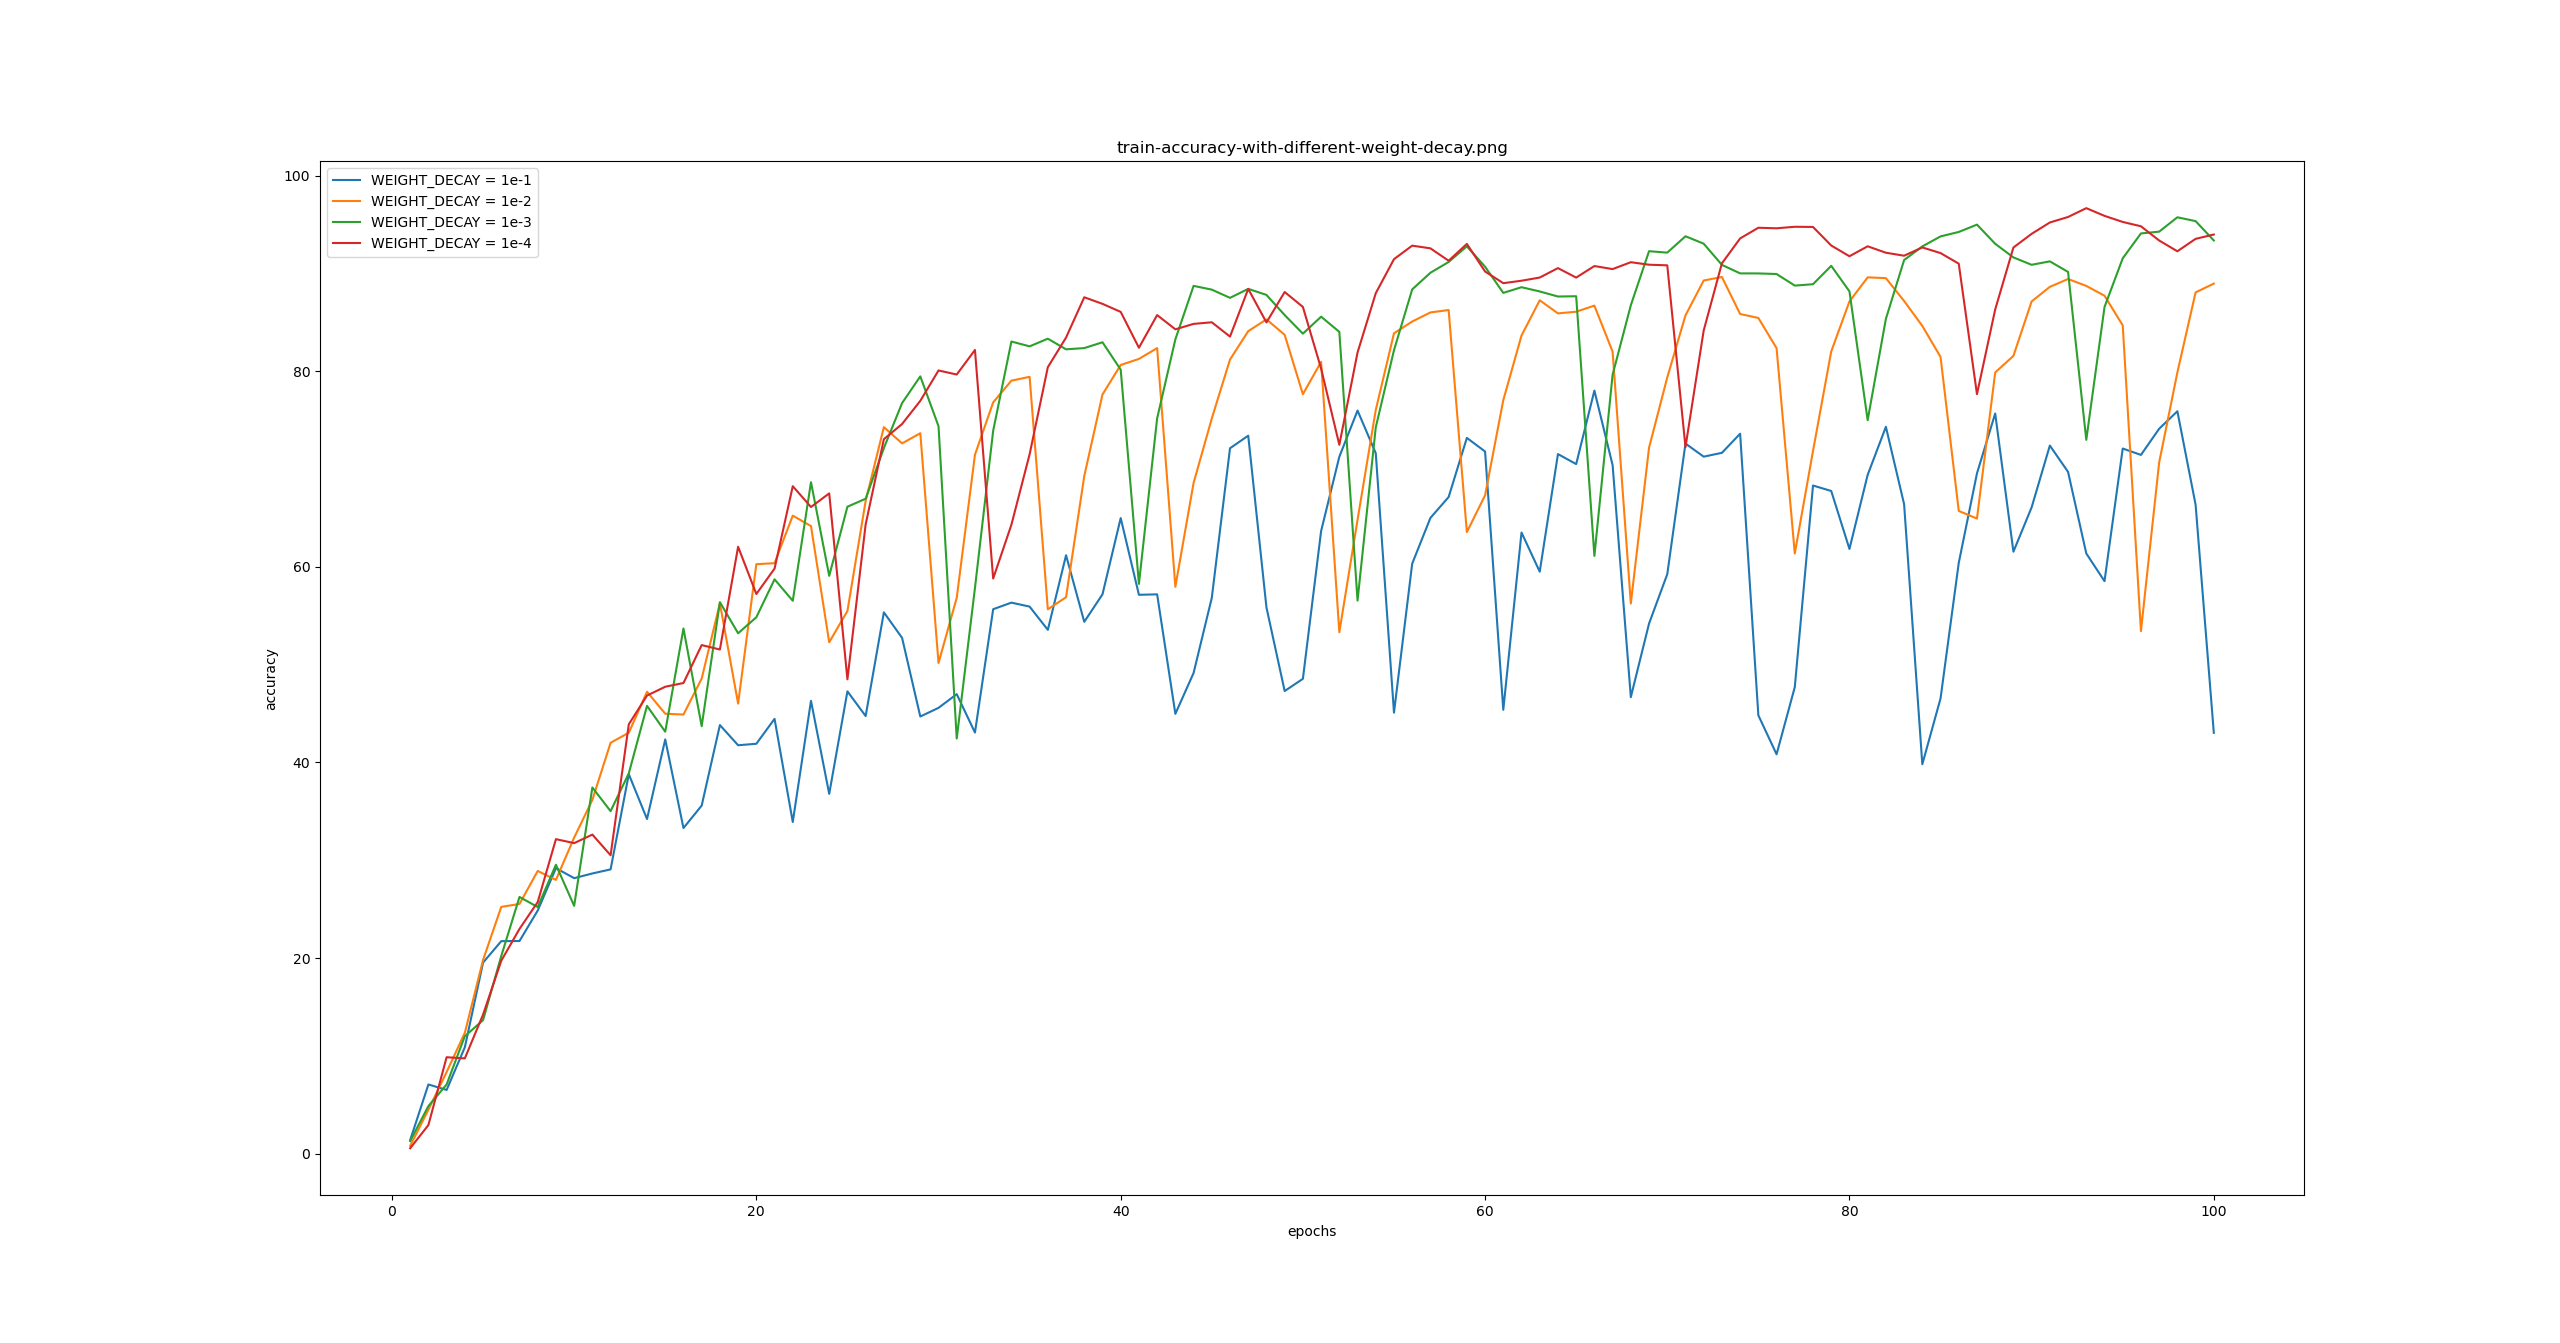 train-accuracy-with-different-weight-decay.png
WEIGHT_DECAY = 1e-1
WEIGHT_DECAY = 1e-2
WEIGHT_DECAY = 1e-3
WEIGHT_DECAY = 1e-4
100
80
60
40
20
0
accuracy
0 20 40 60 80 100
epochs